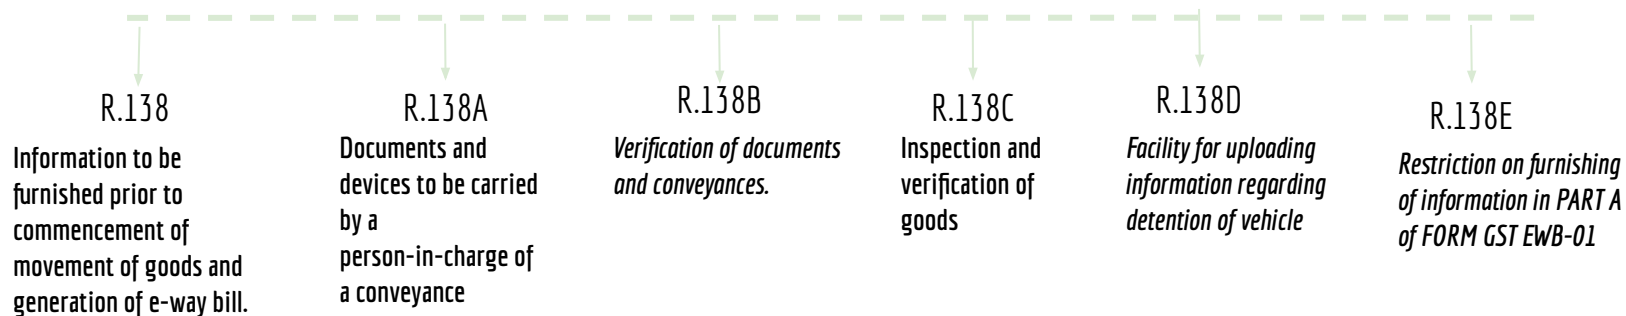 R.138
Information to be
furnished prior to
commencement of
movement of goods and
generation of e-way bill.
R.138A
Documents and
devices to be carried
by a
person-in-charge of
a conveyance
R.138B
Verification of documents
and conveyances.
R.138C
Inspection and
verification of
goods
R.138D
Facility for uploading
information regarding
detention of vehicle
R.138E
Restriction on furnishing
of information in PART A
of FORM GST EWB-01